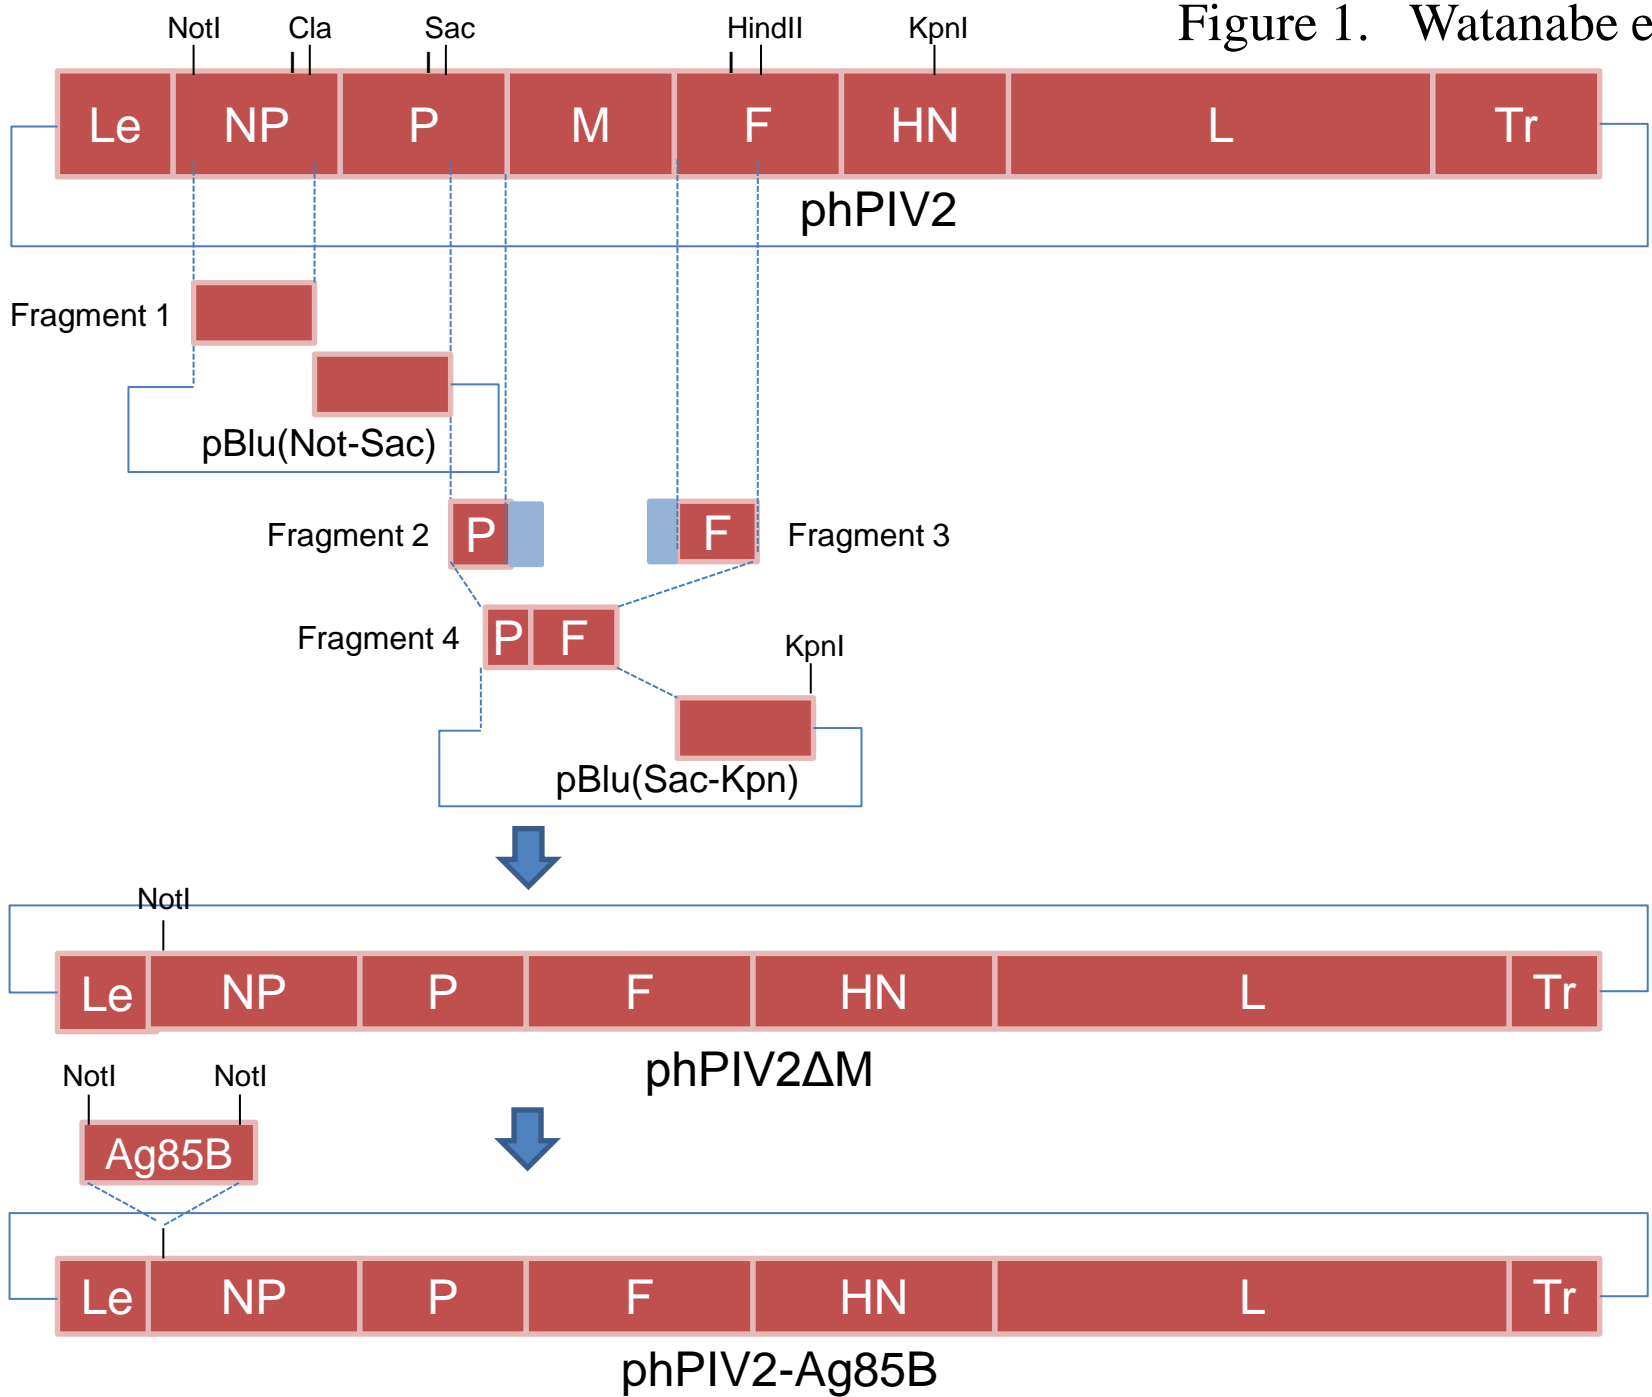 Figure 1. Watanabe e
NotI Cla Sac HindII KpnI
Le NP P M F HN L Tr
phPIV2
Fragment 1
pBlu(Not-Sac)
Fragment 2 P F Fragment 3
Fragment 4 P F
KpnI
pBlu(Sac-Kpn)
NotI
Le NP P F HN L Tr
phPIV2ΔM
NotI NotI
Ag85B
Le NP P F HN L Tr
phPIV2-Ag85B